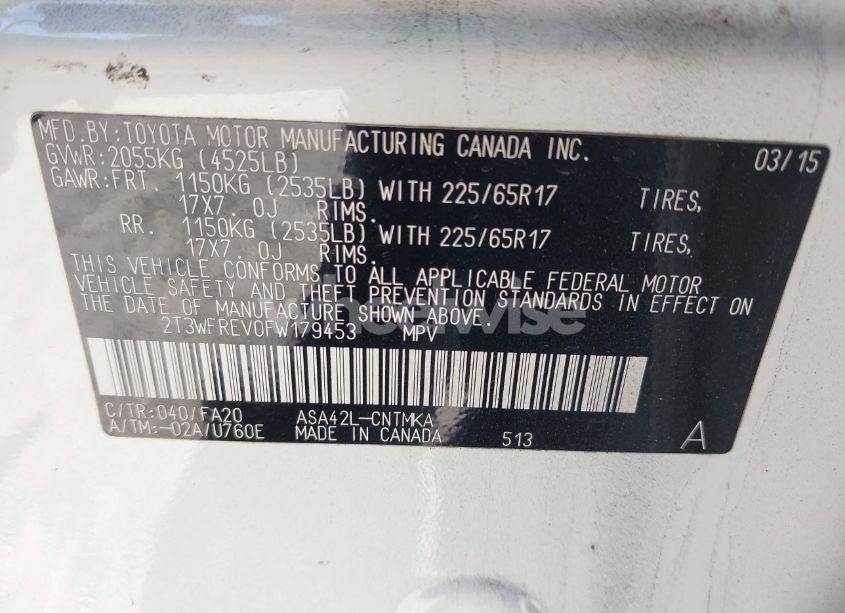 MFD.BY:TOYOTA MOTOR MANUFACTURING CANADA INC. 03/15
GVWR:2055KG (4525LB)
GAWR:FRT. 1150KG (2535LB) WITH 225/65R17 TIRES,
17X7. 0J RIMS.
RR. 1150KG (2535LB) WITH 225/65R17 TIRES,
17X7. 0J RIMS.
THIS VEHICLE CONFORMS TO ALL APPLICABLE FEDERAL MOTOR
VEHICLE SAFETY AND THEFT PREVENTION STANDARDS IN EFFECT ON
THE DATE OF MANUFACTURE SHOWN ABOVE.
2T3WFREV0FW179453 MPV
C/TR:040/FA20 ASA42L-CNTMKA
A/TM:-02A/U760E MADE IN CANADA 513 A